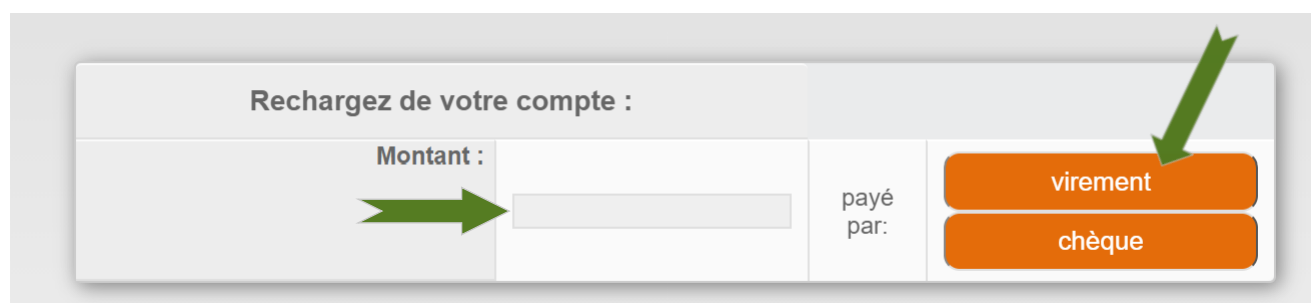 Rechargez de votre compte :
Montant :
payé
par:
virement
chèque